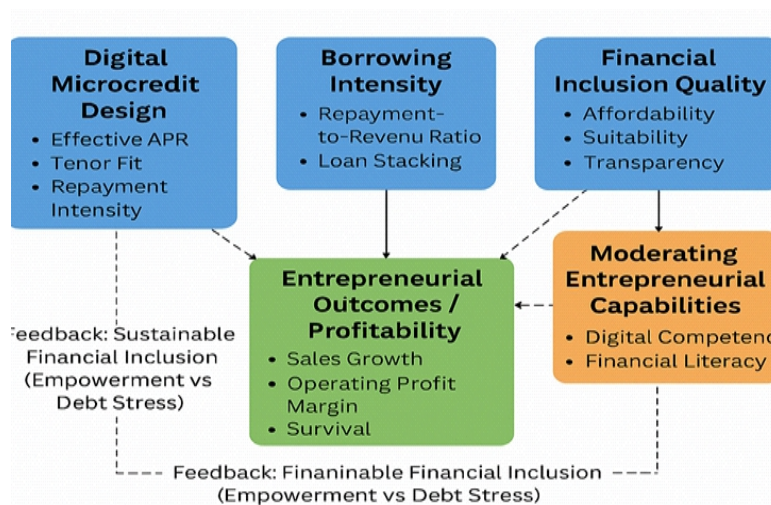 Digital
Microcredit
Design
• Effective APR
• Tenor Fit
• Repayment
Intensity
Borrowing
Intensity
• Repayment-
to-Revenu Ratio
• Loan Stacking
Financial
Inclusion Quality
• Affordability
• Suitability
• Transparency
Entrepreneurial
Outcomes /
Profitability
• Sales Growth
• Operating Profit
Margin
• Survival
Moderating
Entrepreneurial
Capabilities
• Digital Competenc
• Financial Literacy
Feedback: Sustainable
Financial Inclusion
(Empowerment vs
Debt Stress)
Feedback: Finaninable Financial Inclusion
(Empowerment vs Debt Stress)